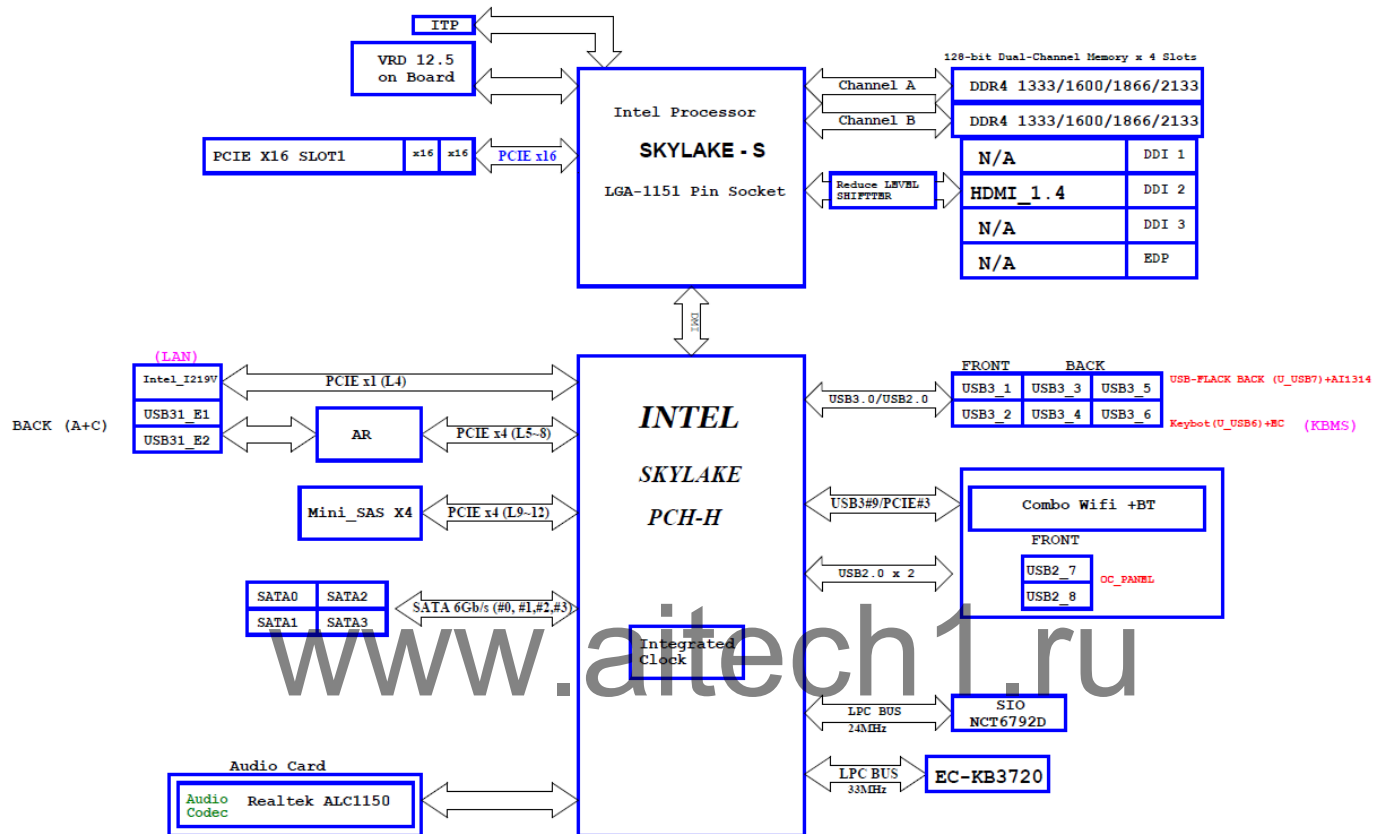 ITP
VRD 12.5
on Board
PCIE X16 SLOT1
x16
x16
PCIE x16
Intel Processor
SKYLAKE - S
LGA-1151 Pin Socket
128-bit Dual-Channel Memory x 4 Slots
Channel A
DDR4 1333/1600/1866/2133
Channel B
DDR4 1333/1600/1866/2133
Reduce LEVEL
SHIFTTER
N/A
DDI 1
HDMI_1.4
DDI 2
N/A
DDI 3
N/A
EDP
DMI
(LAN)
Intel_I219V
PCIE x1 (L4)
BACK (A+C)
USB31_E1
USB31_E2
AR
PCIE x4 (L5~8)
Mini_SAS X4
PCIE x4 (L9~12)
SATA0
SATA2
SATA1
SATA3
SATA 6Gb/s (#0, #1,#2,#3)
INTEL
SKYLAKE
PCH-H
Integrated
Clock
USB3.0/USB2.0
FRONT
BACK
USB3_1
USB3_3
USB3_5
USB3_2
USB3_4
USB3_6
USB-FLACK BACK (U_USB7)+AI1314
Keybot(U_USB6)+EC
(KBMS)
USB3#9/PCIE#3
Combo Wifi +BT
FRONT
USB2.0 x 2
USB2_7
USB2_8
OC_PANEL
www.aitech1.ru
LPC BUS
24MHz
SIO
NCT6792D
LPC BUS
33MHz
EC-KB3720
Audio Card
Audio
Codec
Realtek ALC1150